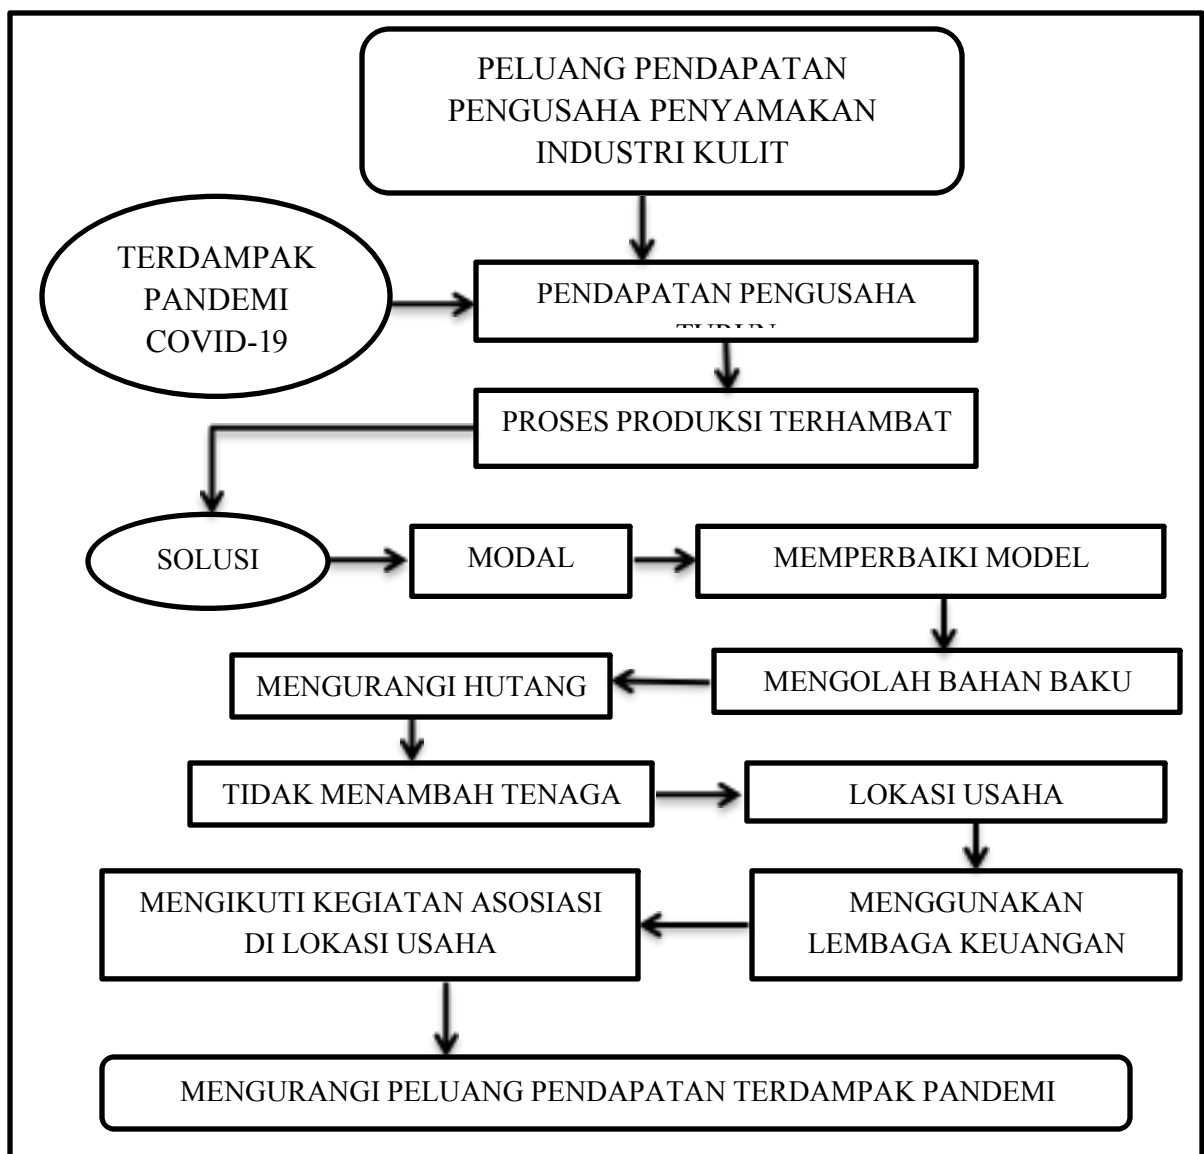 PELUANG PENDAPATAN
PENGUSAHA PENYAMAKAN
INDUSTRI KULIT
TERDAMPAK
PANDEMI
COVID-19
PENDAPATAN PENGUSAHA
PROSES PRODUKSI TERHAMBAT
SOLUSI
MODAL
MEMPERBAIKI MODEL
MENGURANGI HUTANG
MENGOLAH BAHAN BAKU
TIDAK MENAMBAH TENAGA
LOKASI USAHA
MENGIKUTI KEGIATAN ASOSIASI
DI LOKASI USAHA
MENGGUNAKAN
LEMBAGA KEUANGAN
MENGURANGI PELUANG PENDAPATAN TERDAMPAK PANDEMI